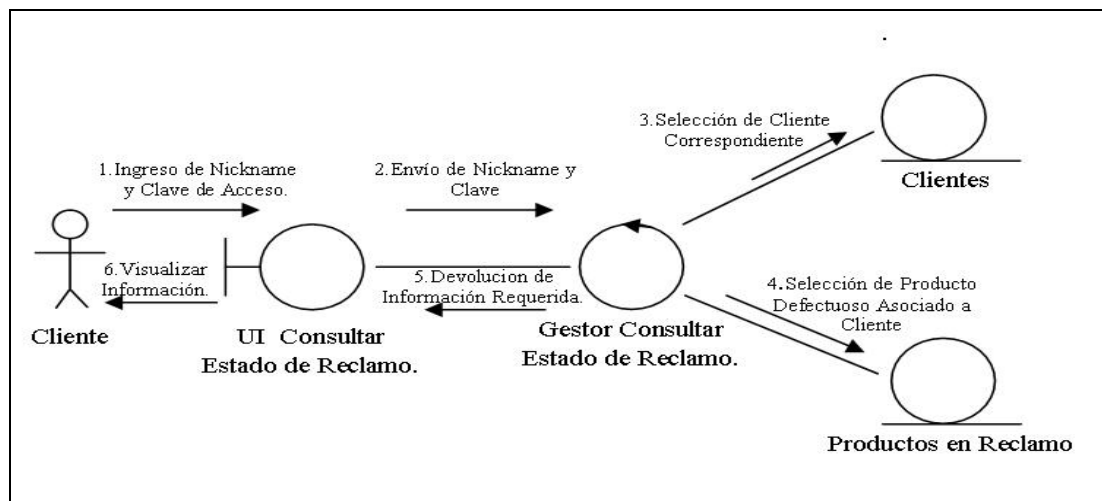 3.Selección de Cliente
Correspondiente
Clientes
1.Ingreso de Nickname
y Clave de Acceso.
2.Envío de Nickname y
Clave
6.Visualizar
Información.
Cliente
UI Consultar
Estado de Reclamo.
5.Devolucion de
Información Requerida.
Gestor Consultar
Estado de Reclamo.
4.Selección de Producto
Defectuoso Asociado a
Cliente
Productos en Reclamo